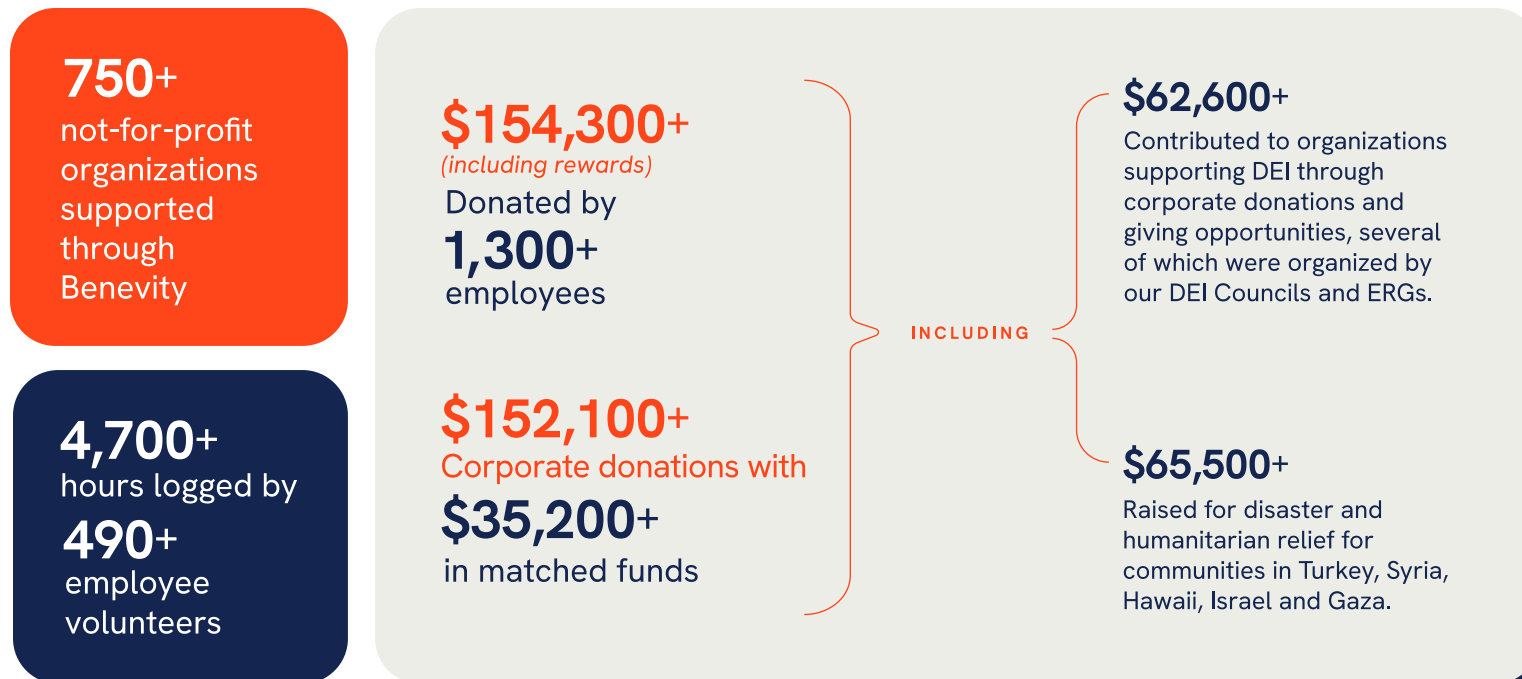 750+
not-for-profit
organizations
supported
through
Benevity
4,700+
hours logged by
490+
employee
volunteers
$154,300+
(including rewards)
Donated by
1,300+
employees
$152,100+
Corporate donations with
$35,200+
in matched funds
INCLUDING
$62,600+
Contributed to organizations
supporting DEI through
corporate donations and
giving opportunities, several
of which were organized by
our DEI Councils and ERGs.
$65,500+
Raised for disaster and
humanitarian relief for
communities in Turkey, Syria,
Hawaii, Israel and Gaza.